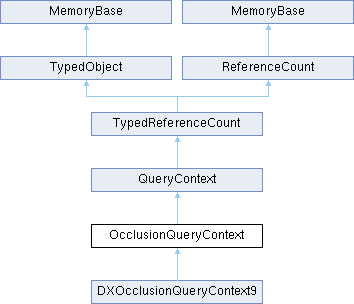 MemoryBase MemoryBase
TypedObject ReferenceCount
TypedReferenceCount
QueryContext
OcclusionQueryContext
DXOcclusionQueryContext9